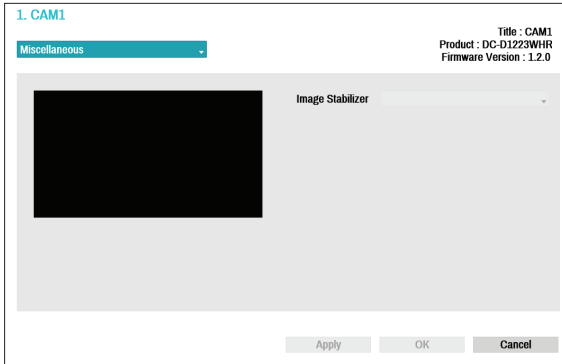 1. CAM1
Title : CAM1
Miscellaneous
Product : DC-D1223WHR
Firmware Version : 1.2.0
Image Stabilizer
Apply
OK
Cancel